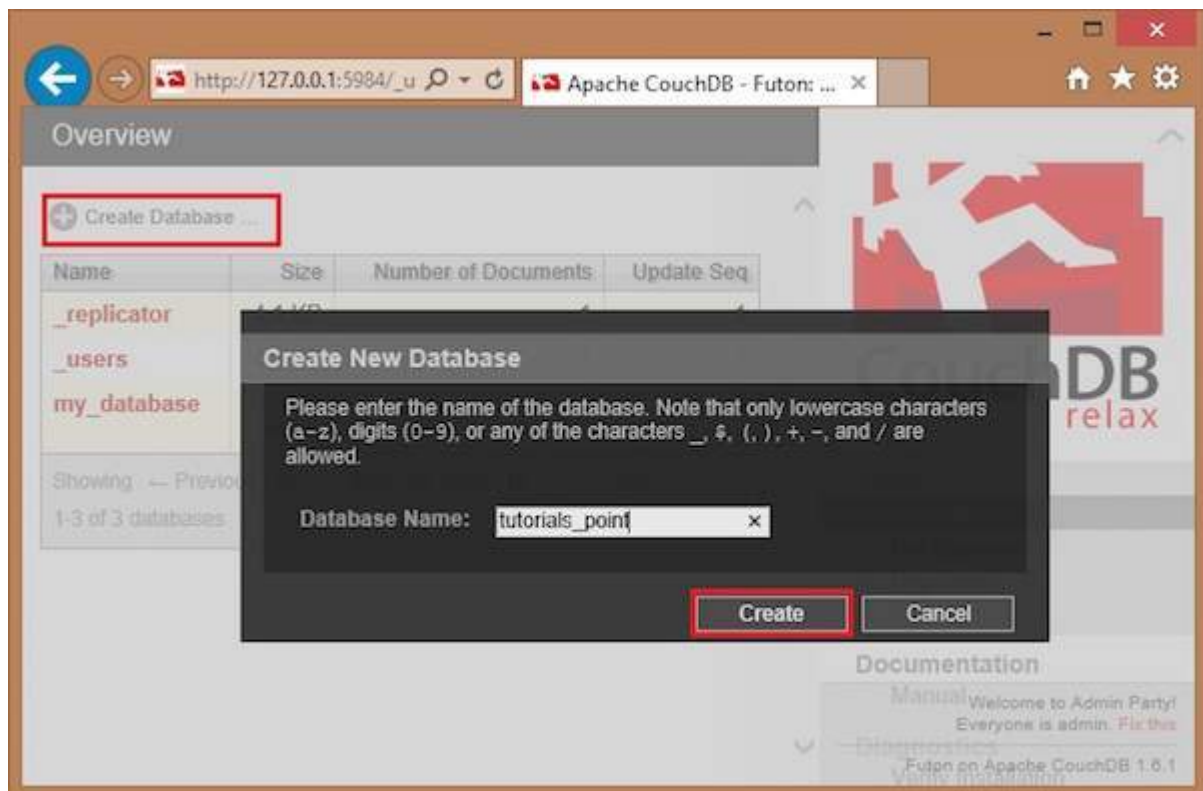 http://127.0.0.1:5984/_u
Apache CouchDB - Futon: ...
Overview
Create Database ...
Name Size Number of Documents Update Seq
_replicator
_users
my_database
Showing ← Previous
1-3 of 3 databases
Create New Database
Please enter the name of the database. Note that only lowercase characters
(a-z), digits (0-9), or any of the characters _, $, (, ), +, -, and / are
allowed.
Database Name: tutorials_point
Create Cancel
CouchDB
relax
Documentation
Manual
Welcome to Admin Party!
Everyone is admin. Fix this
Diagnostics
Futon on Apache CouchDB 1.6.1
Verify Installation